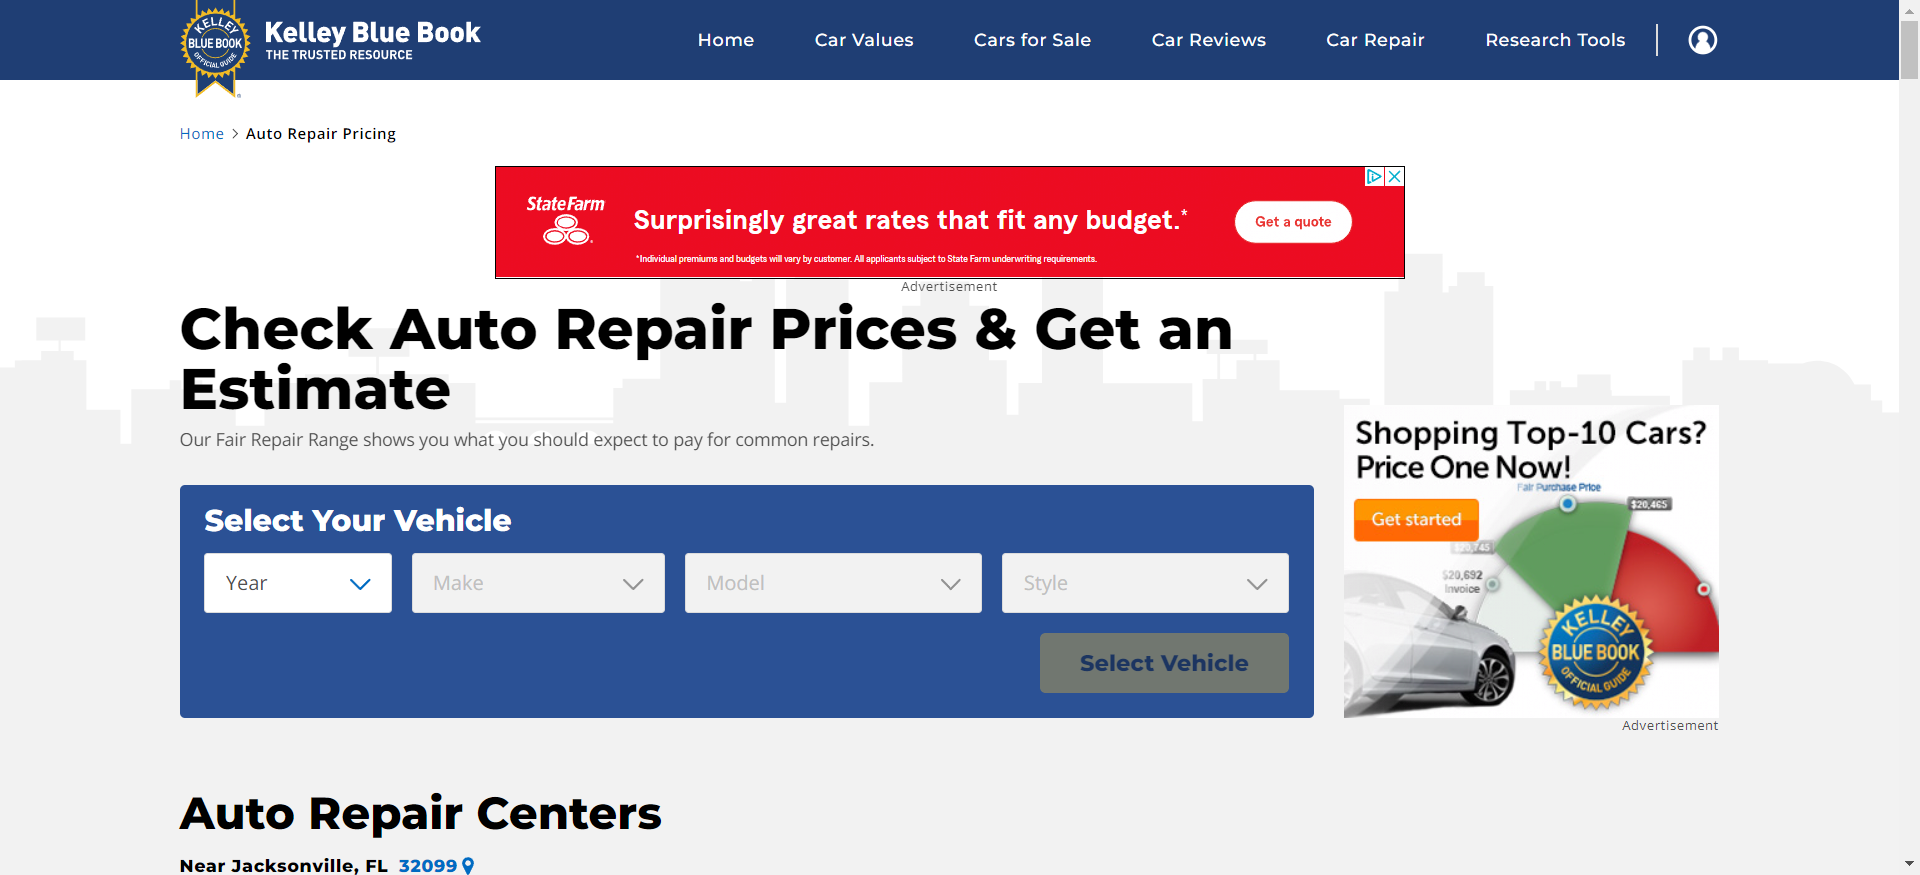 KELLEY
BLUE BOOK
OFFICIAL GUIDE
Kelley Blue Book
THE TRUSTED RESOURCE
Home
Car Values
Cars for Sale
Car Reviews
Car Repair
Research Tools
Home > Auto Repair Pricing
StateFarm
Surprisingly great rates that fit any budget.*
*Individual premiums and budgets will vary by customer. All applicants subject to State Farm underwriting requirements.
Get a quote
Advertisement
Check Auto Repair Prices & Get an
Estimate
Our Fair Repair Range shows you what you should expect to pay for common repairs.
Select Your Vehicle
Year
Make
Model
Style
Select Vehicle
Shopping Top-10 Cars?
Price One Now!
Fair Purchase Price
$20,465
Get started
$20,745
$20,692
Invoice
KELLEY
BLUE BOOK
OFFICIAL GUIDE
Advertisement
Auto Repair Centers
Near Jacksonville, FL 32099